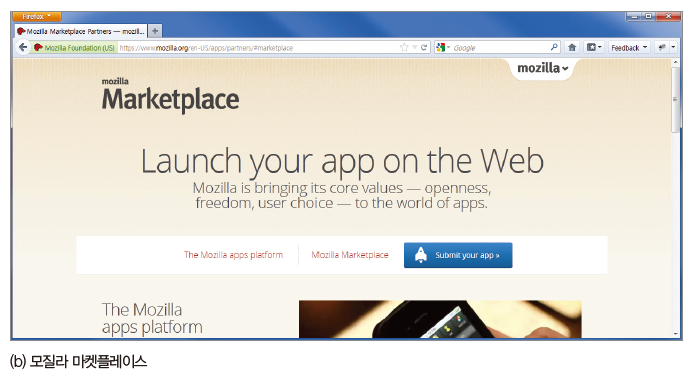 Firefox
Mozilla Marketplace Partners — mozill...
Mozilla Foundation (US) https://www.mozilla.org/en-US/apps/partners/#marketplace
Google
Feedback
mozilla
mozilla
Marketplace
Launch your app on the Web
Mozilla is bringing its core values — openness,
freedom, user choice — to the world of apps.
The Mozilla apps platform
Mozilla Marketplace
Submit your app »
The Mozilla
apps platform
(b) 모질라 마켓플레이스